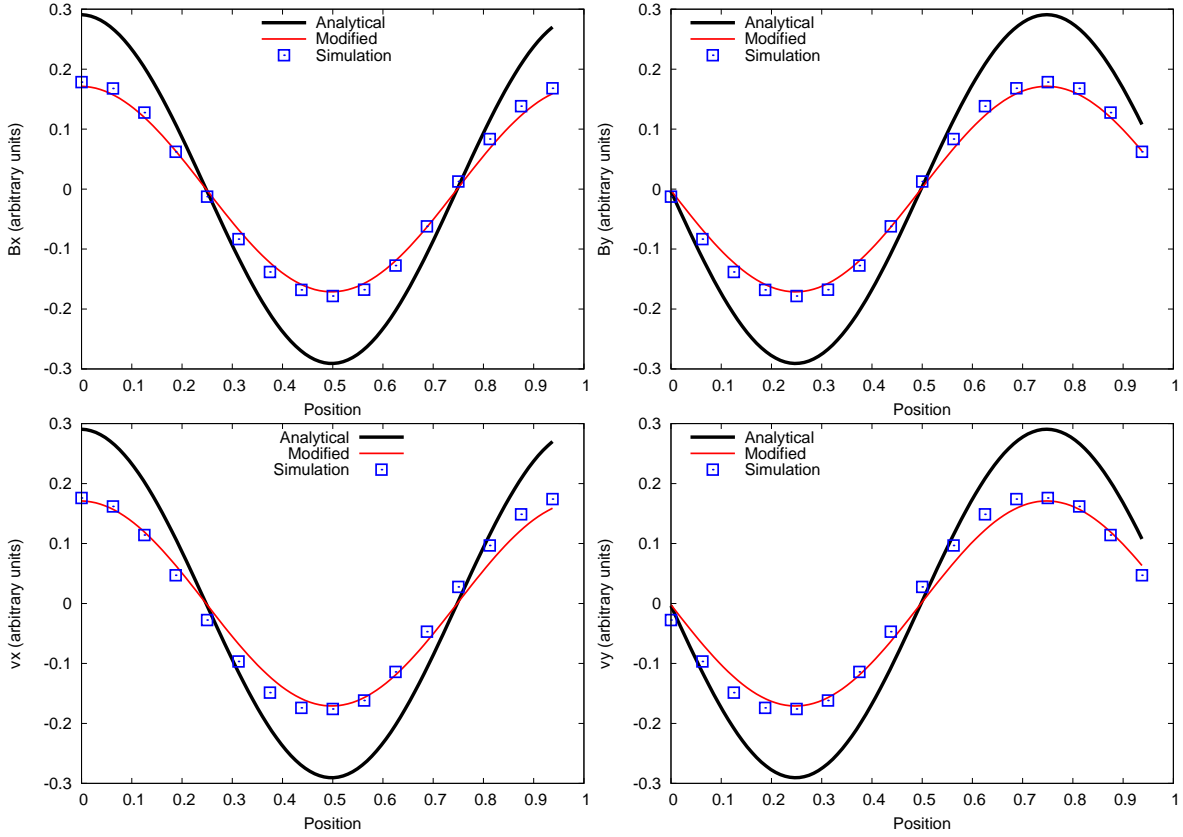 Bx (arbitrary units)
0.3
0.2
0.1
0
-0.1
-0.2
-0.3
Analytical
Modified
Simulation
0 0.1 0.2 0.3 0.4 0.5 0.6 0.7 0.8 0.9 1
Position
By (arbitrary units)
0.3
0.2
0.1
0
-0.1
-0.2
-0.3
Analytical
Modified
Simulation
0 0.1 0.2 0.3 0.4 0.5 0.6 0.7 0.8 0.9 1
Position
vx (arbitrary units)
0.3
0.2
0.1
0
-0.1
-0.2
-0.3
Analytical
Modified
Simulation
0 0.1 0.2 0.3 0.4 0.5 0.6 0.7 0.8 0.9 1
Position
vy (arbitrary units)
0.3
0.2
0.1
0
-0.1
-0.2
-0.3
Analytical
Modified
Simulation
0 0.1 0.2 0.3 0.4 0.5 0.6 0.7 0.8 0.9 1
Position